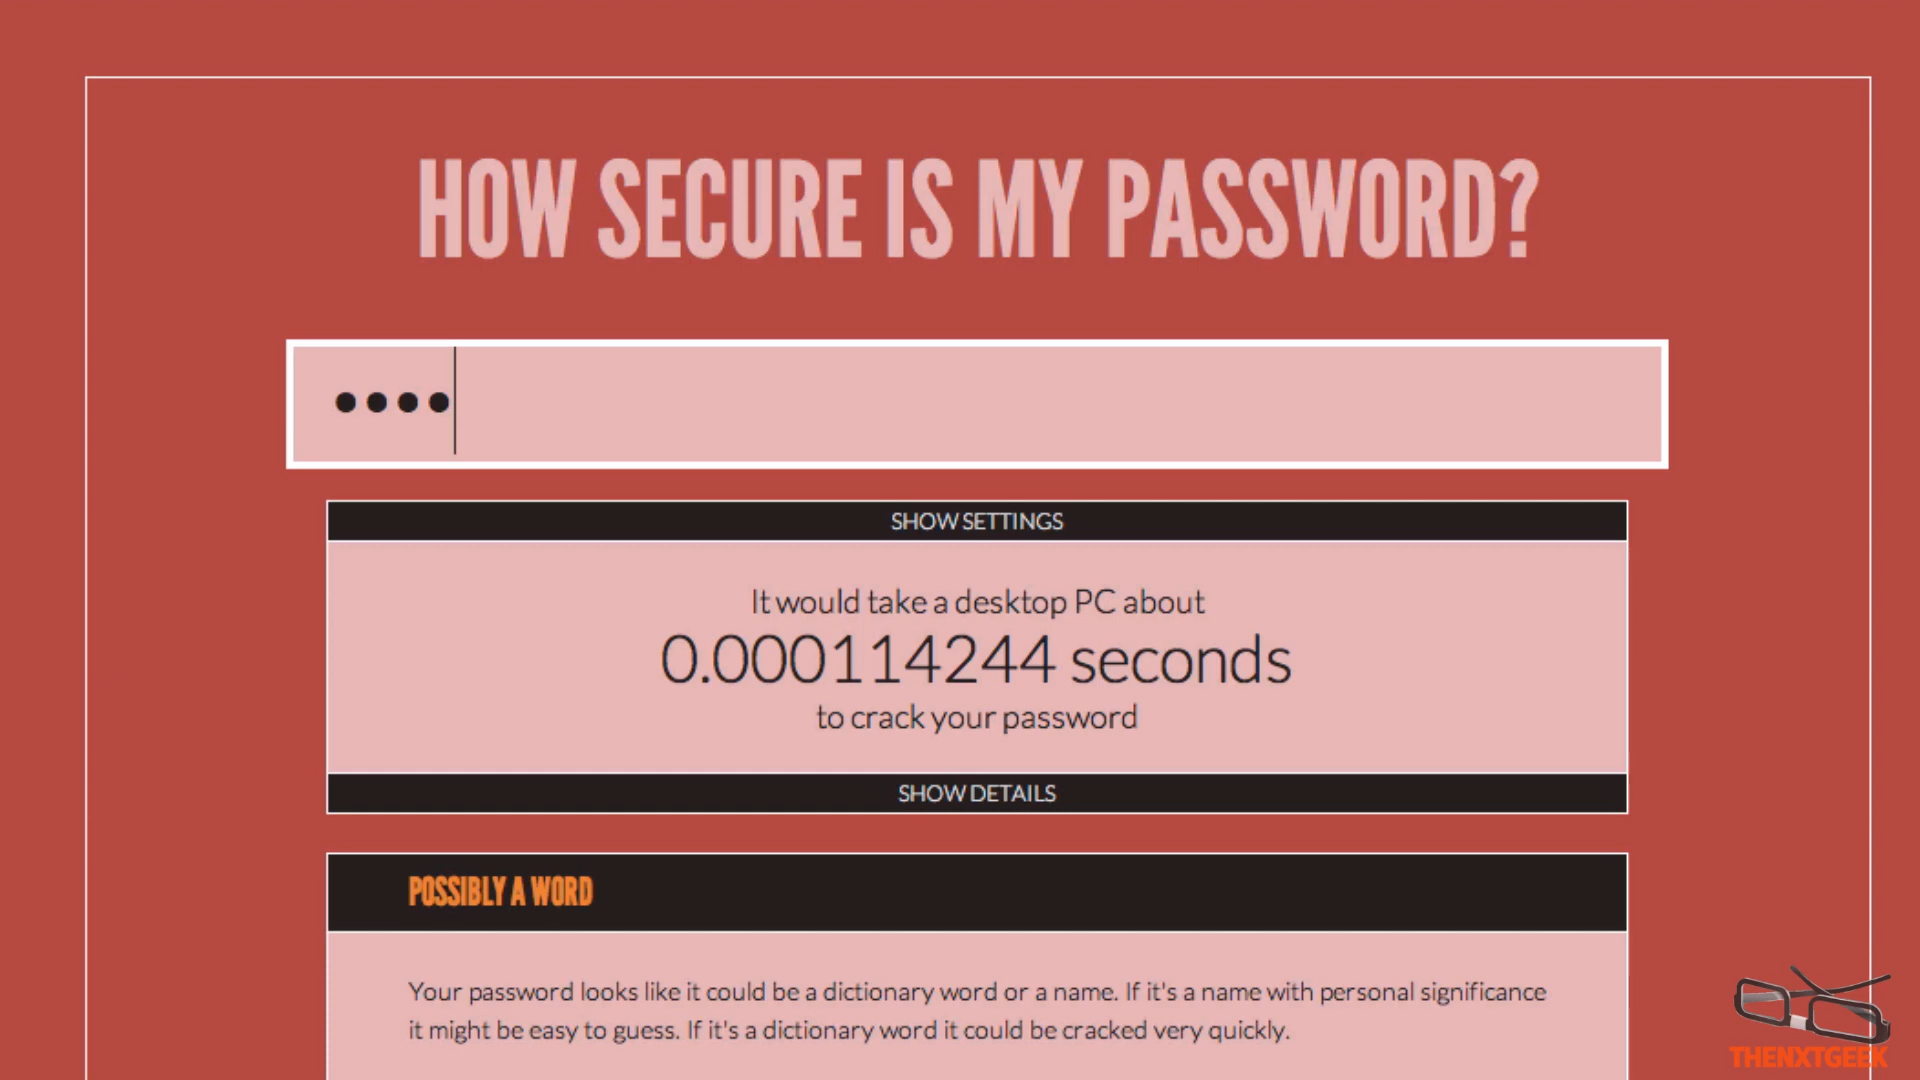 HOW SECURE IS MY PASSWORD?
SHOW SETTINGS
It would take a desktop PC about
0.000114244 seconds
to crack your password
SHOW DETAILS
POSSIBLY A WORD
Your password looks like it could be a dictionary word or a name. If it's a name with personal significance
it might be easy to guess. If it's a dictionary word it could be cracked very quickly.
THENXTGEEK